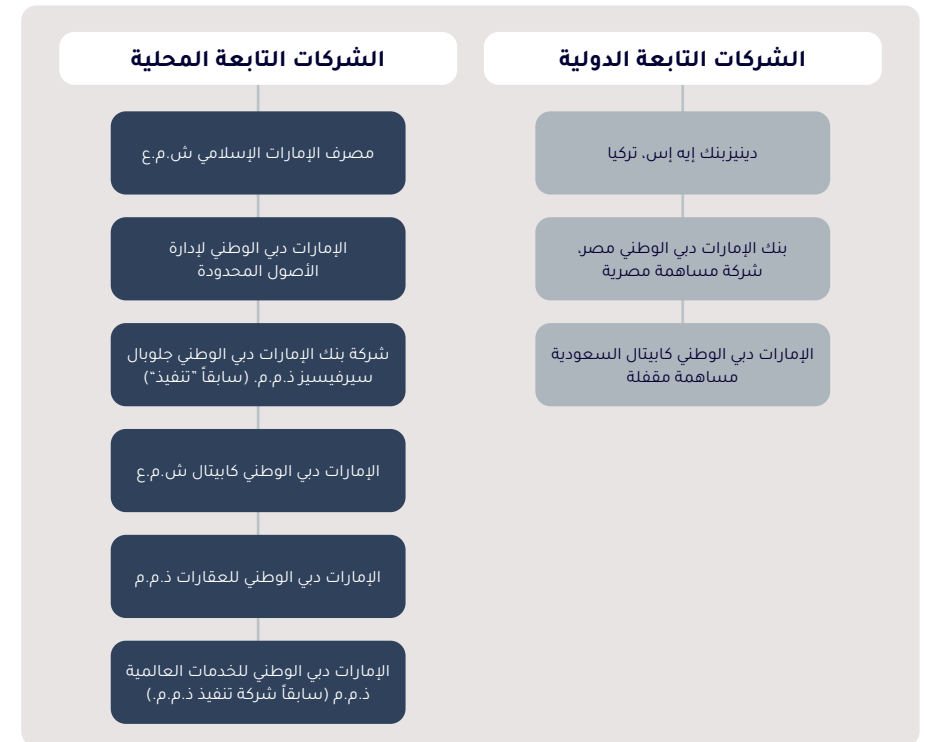 الشركات التابعة الدولية
دينيزبنك إيه إس، تركيا
بنك الإمارات دبي الوطني مصر،
شركة مساهمة مصرية
الإمارات دبي الوطني كابيتال السعودية
مساهمة مقفلة
الشركات التابعة المحلية
مصرف الإمارات الإسلامي ش.م.ع
الإمارات دبي الوطني لإدارة
الأصول المحدودة
شركة بنك الإمارات دبي الوطني جلوبال
سيرفيسيز ذ.م.م. (سابقاً "تنفيذ")
الإمارات دبي الوطني كابيتال ش.م.ع
الإمارات دبي الوطني للعقارات ذ.م.م
الإمارات دبي الوطني للخدمات العالمية
ذ.م.م (سابقاً شركة تنفيذ ذ.م.م.)